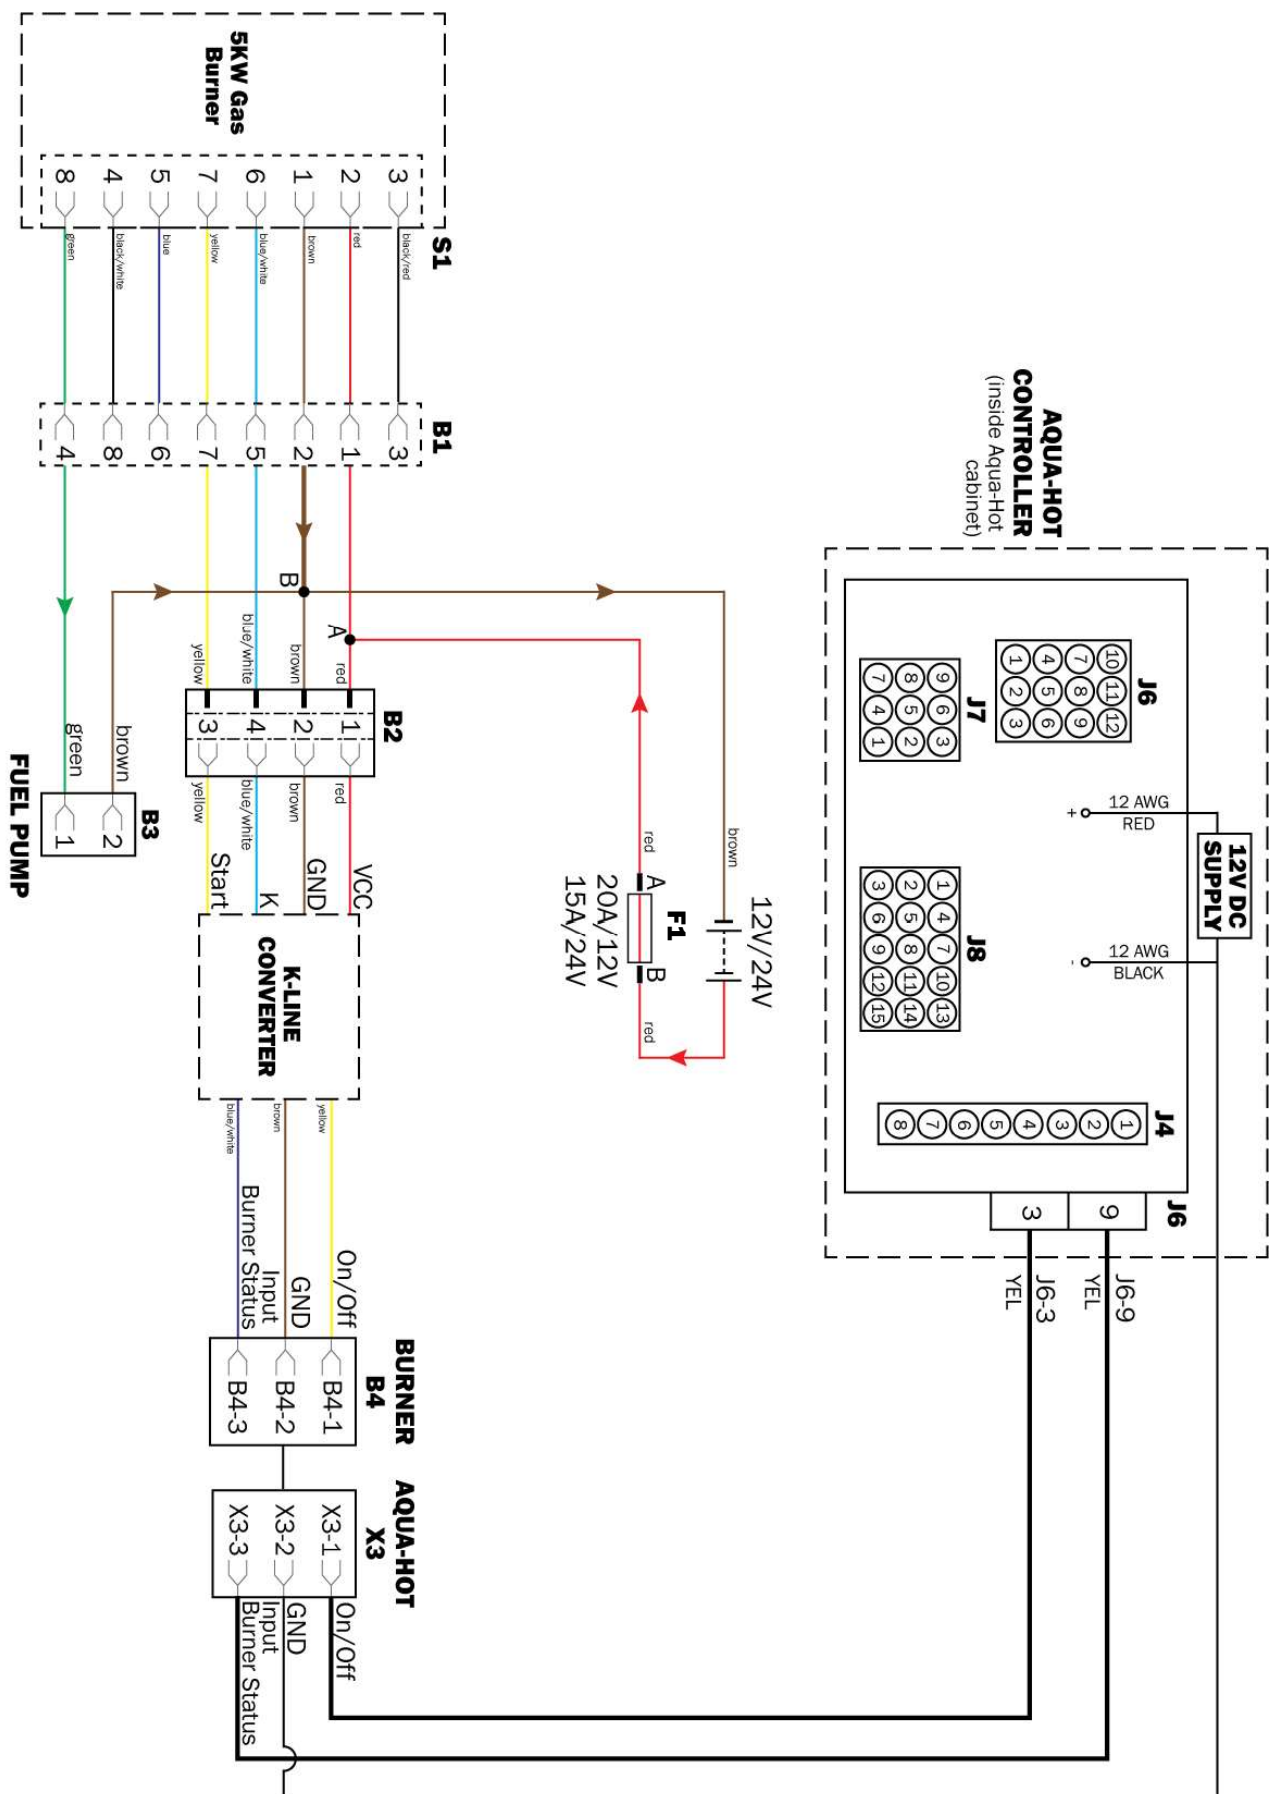 5KW Gas
Burner
S1
3
2
1
6
7
5
4
8
black/red
red
brown
blue/white
yellow
blue
black/white
green
B1
3
1
2
5
7
6
8
4
B
A
red
brown
blue/white
yellow
B2
1
2
4
3
red
brown
blue/white
yellow
VCC
GND
K
Start
brown
green
B3
2
1
FUEL PUMP
K-LINE
CONVERTER
12V/24V
brown
F1
A
B
red
red
20A/12V
15A/24V
yellow
brown
blue/white
On/Off
GND
Input
Burner Status
BURNER
B4
B4-1
B4-2
B4-3
AQUA-HOT
X3
X3-1
X3-2
X3-3
On/Off
GND
Input
Burner Status
AQUA-HOT
CONTROLLER
(inside Aqua-Hot
cabinet)
J6
10 11 12
7 8 9
4 5 6
1 2 3
J7
9 6 3
8 5 2
7 4 1
12V DC
SUPPLY
12 AWG
RED
+
12 AWG
BLACK
-
J8
1 4 7 10 13
2 5 8 11 14
3 6 9 12 15
J4
1
2
3
4
5
6
7
8
J6
9
3
J6-9
YEL
J6-3
YEL